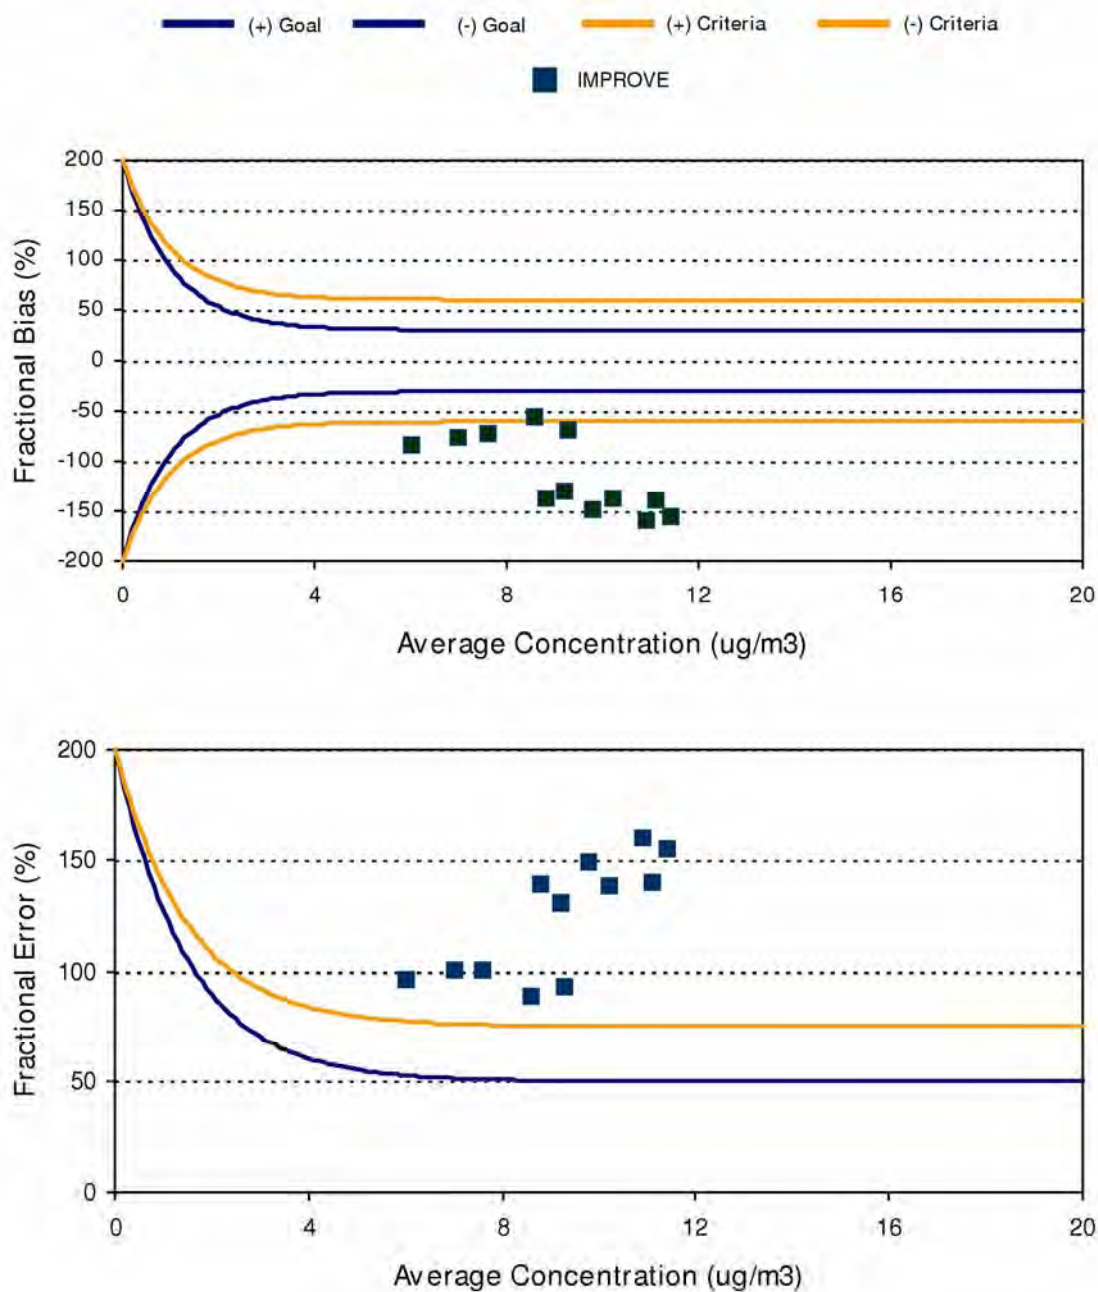 (+) Goal (-) Goal (+) Criteria (-) Criteria
IMPROVE
200
150
100
50
0
-50
-100
-150
-200
Fractional Bias (%)
0 4 8 12 16 20
Average Concentration (ug/m3)
200
150
100
50
0
Fractional Error (%)
0 4 8 12 16 20
Average Concentration (ug/m3)